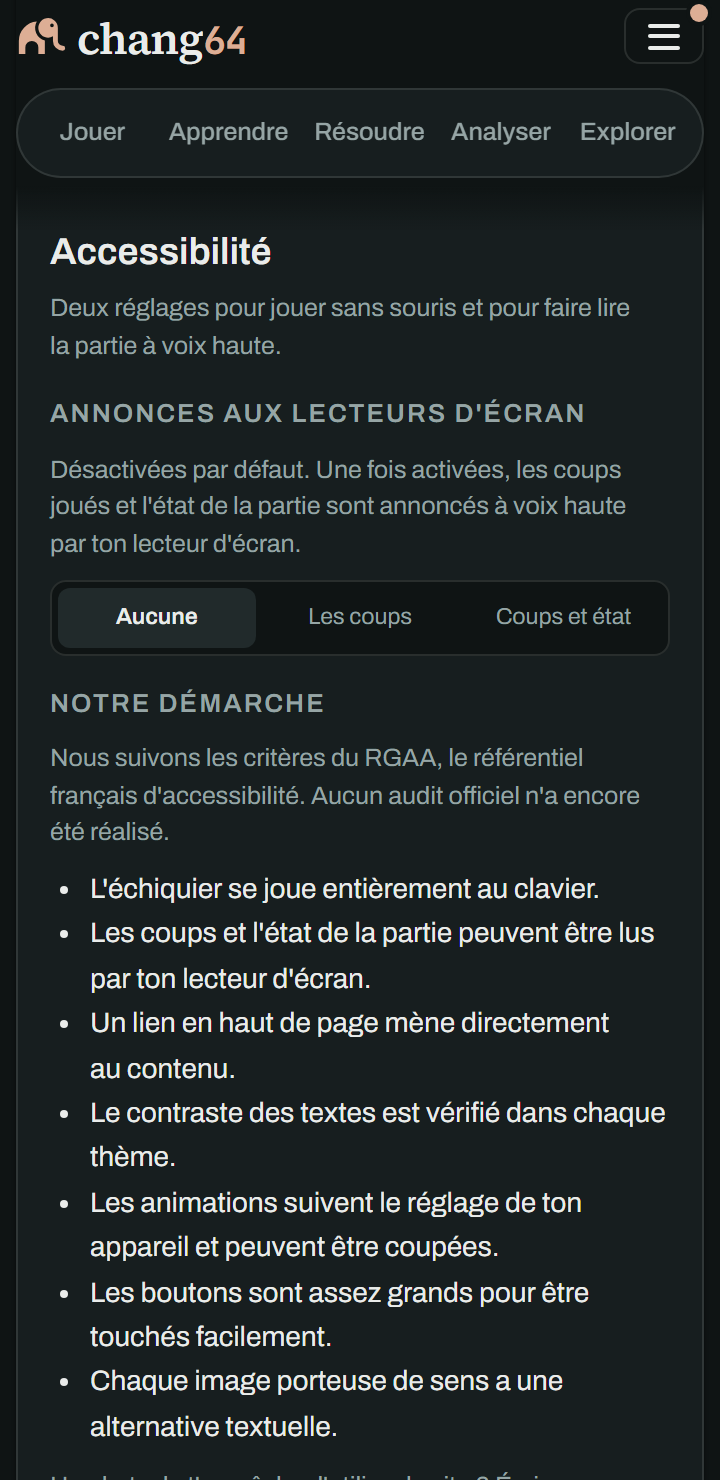 chang64
Jouer Apprendre Résoudre Analyser Explorer
Accessibilité
Deux réglages pour jouer sans souris et pour faire lire
la partie à voix haute.
ANNONCES AUX LECTEURS D'ÉCRAN
Désactivées par défaut. Une fois activées, les coups
joués et l'état de la partie sont annoncés à voix haute
par ton lecteur d'écran.
Aucune Les coups Coups et état
NOTRE DÉMARCHE
Nous suivons les critères du RGAA, le référentiel
français d'accessibilité. Aucun audit officiel n'a encore
été réalisé.
• L'échiquier se joue entièrement au clavier.
• Les coups et l'état de la partie peuvent être lus
par ton lecteur d'écran.
• Un lien en haut de page mène directement
au contenu.
• Le contraste des textes est vérifié dans chaque
thème.
• Les animations suivent le réglage de ton
appareil et peuvent être coupées.
• Les boutons sont assez grands pour être
touchés facilement.
• Chaque image porteuse de sens a une
alternative textuelle.